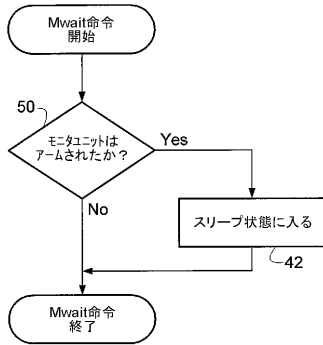 Mwait命令
開始
50
モニタユニットは
アームされたか？
Yes
No
スリープ状態に入る
42
Mwait命令
終了